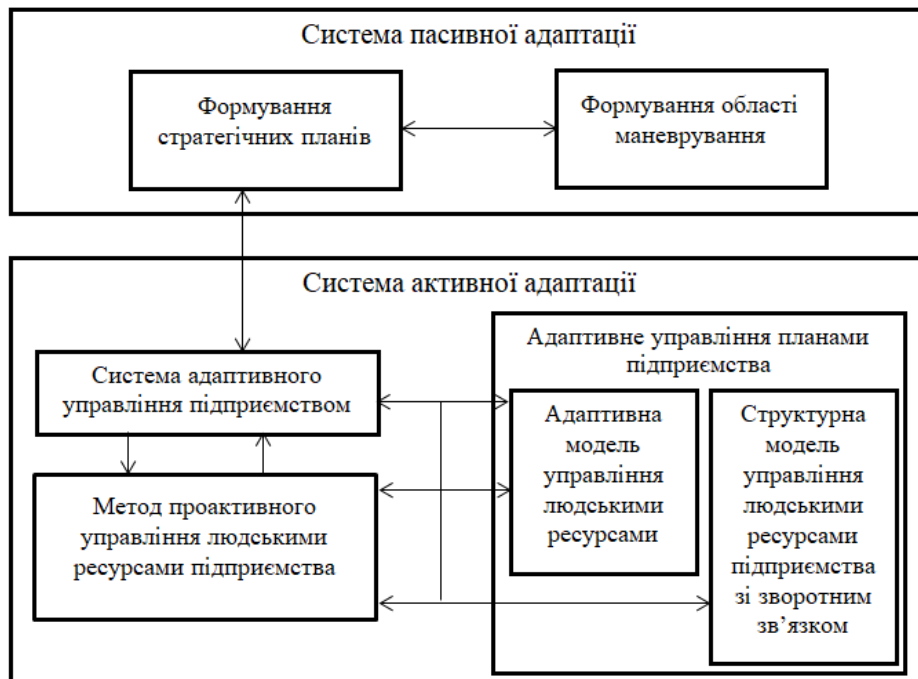 Система пасивної адаптації
Формування
стратегічних планів
Формування області
маневрування
Система активної адаптації
Система адаптивного
управління підприємством
Метод проактивного
управління людськими
ресурсами підприємства
Адаптивне управління планами
підприємства
Адаптивна
модель
управління
людськими
ресурсами
Структурна
модель
управління
людськими
ресурсами
підприємства
зі зворотним
зв’язком